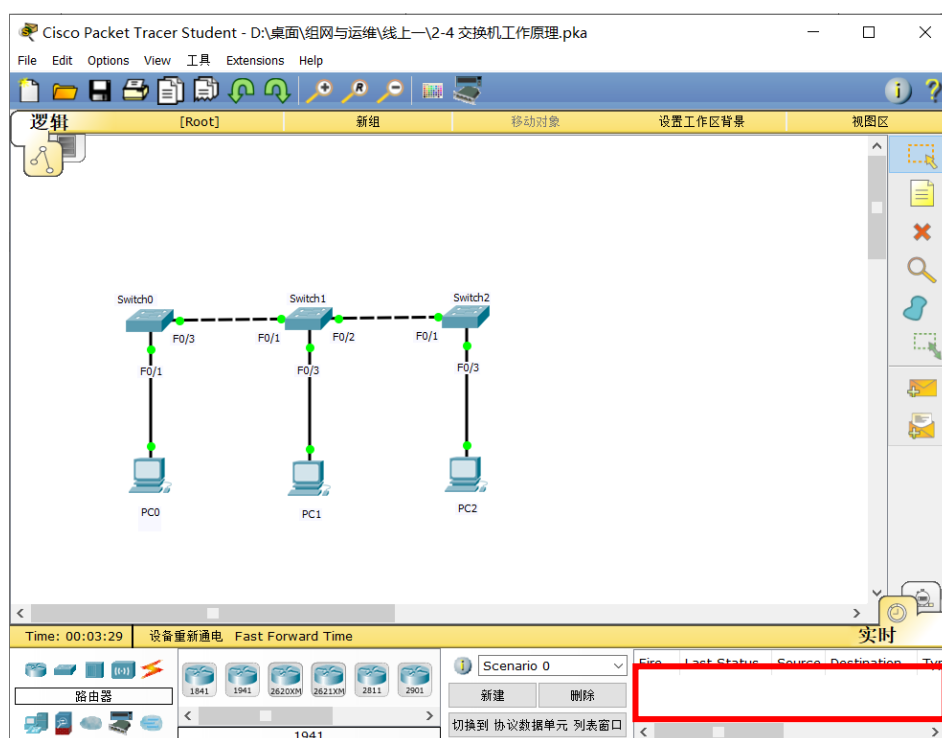 Cisco Packet Tracer Student - D:\桌面\组网与运维\线上一\2-4 交换机工作原理.pka
File Edit Options View 工具 Extensions Help
逻辑 [Root] 新组 移动对象 设置工作区背景 视图区
Switch0 Switch1 Switch2
F0/3 F0/1 F0/2 F0/1
F0/1 F0/3 F0/3
PC0 PC1 PC2
Time: 00:03:29 设备重新通电 Fast Forward Time 实时
Scenario 0
Fire Last Status Source Destination
路由器
1841 1941 2620XM 2621XM 2811 2901
新建 删除
切换到 协议数据单元 列表窗口
1941